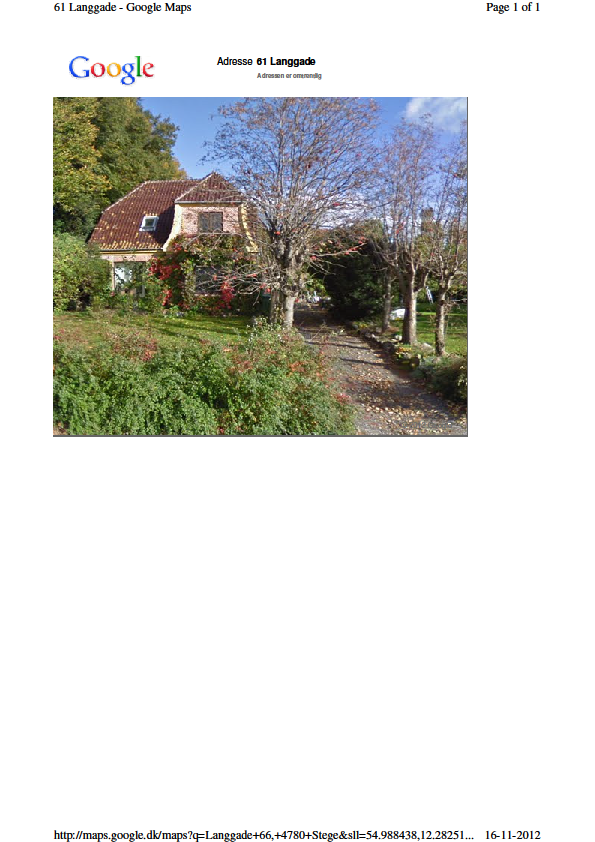 61 Langgade - Google Maps
Page 1 of 1
Google
Adresse 61 Langgade
Adressen er omtrentlig
http://maps.google.dk/maps?q=Langgade+66,+4780+Stege&sll=54.988438,12.28251...
16-11-2012